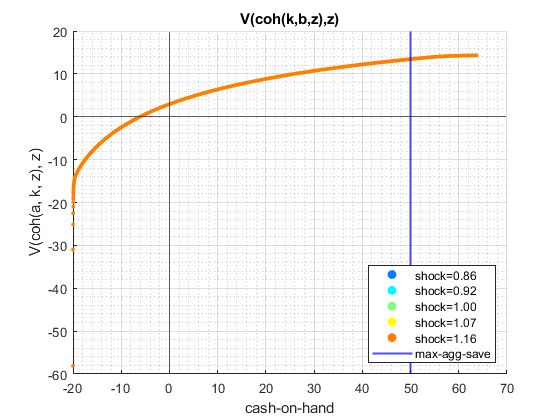 V(coh(k,b,z),z)
20
10
0
-10
-20
-30
-40
-50
-60
V(coh(a, k, z), z)
shock=0.86
shock=0.92
shock=1.00
shock=1.07
shock=1.16
max-agg-save
-20
-10
0
10
20
30
40
50
60
70
cash-on-hand